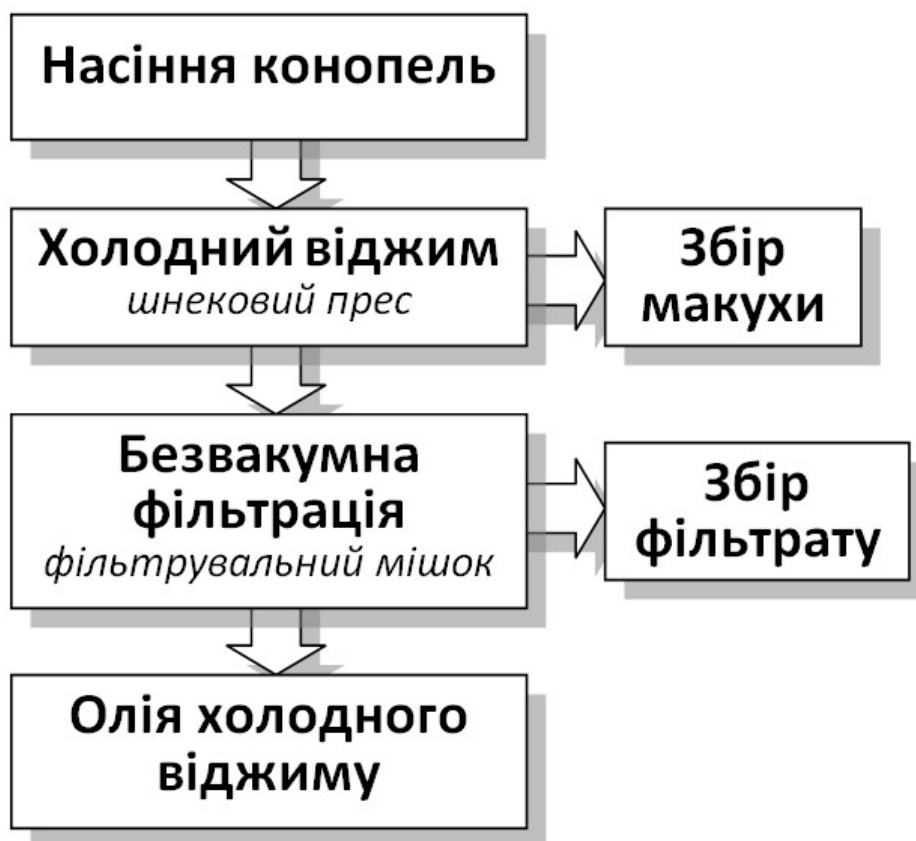 Насіння конопель
Холодний віджим
шнековий прес
Збір
макухи
Безвакумна
фільтрація
фільтрувальний мішок
Збір
фільтрату
Олія холодного
віджиму